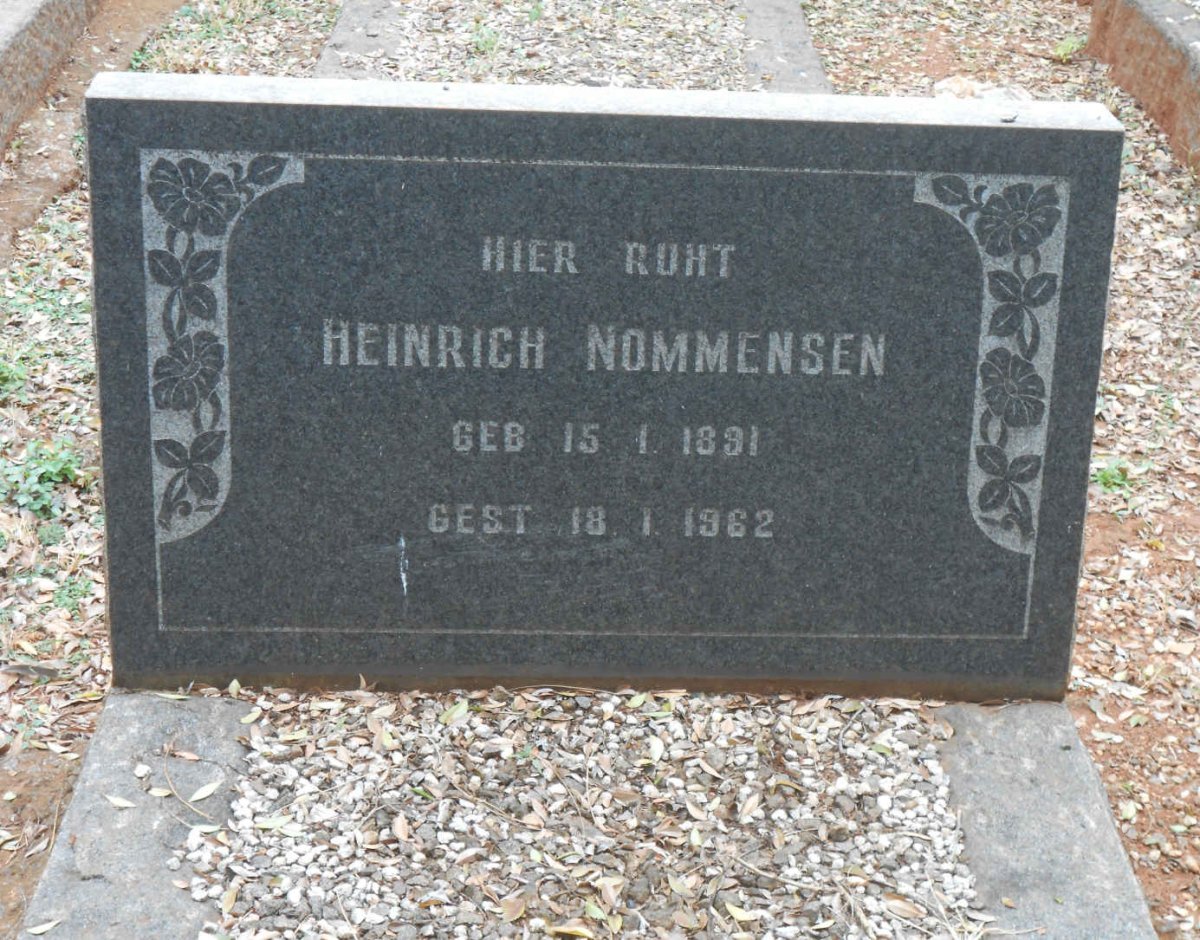 HIER RUHT
HEINRICH NOMMENSEN
GEB 15 1. 1891
GEST 18. 1. 1962